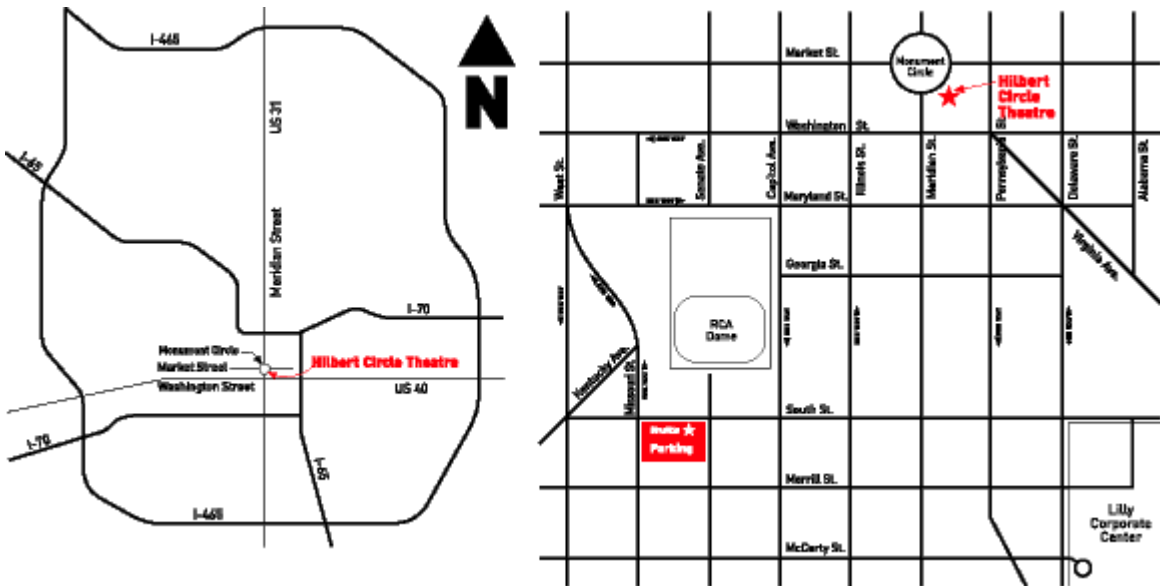 I-465
N
US 31
I-65
Meridian Street
I-70
Monument Circle
Market Street
Hilbert Circle Theatre
Washington Street
US 40
I-70
I-65
I-465
Market St.
Monument
Circle
Hilbert
Circle
Theatre
Washington St.
West St.
Senate Ave.
Capitol Ave.
Illinois St.
Meridian St.
Pennsylvania St.
Delaware St.
Alabama St.
Maryland St.
Virginia Ave.
Georgia St.
RCA
Dome
Kentucky Ave.
Missouri St.
South St.
Parking
Merrill St.
Lilly
Corporate
Center
McCarty St.